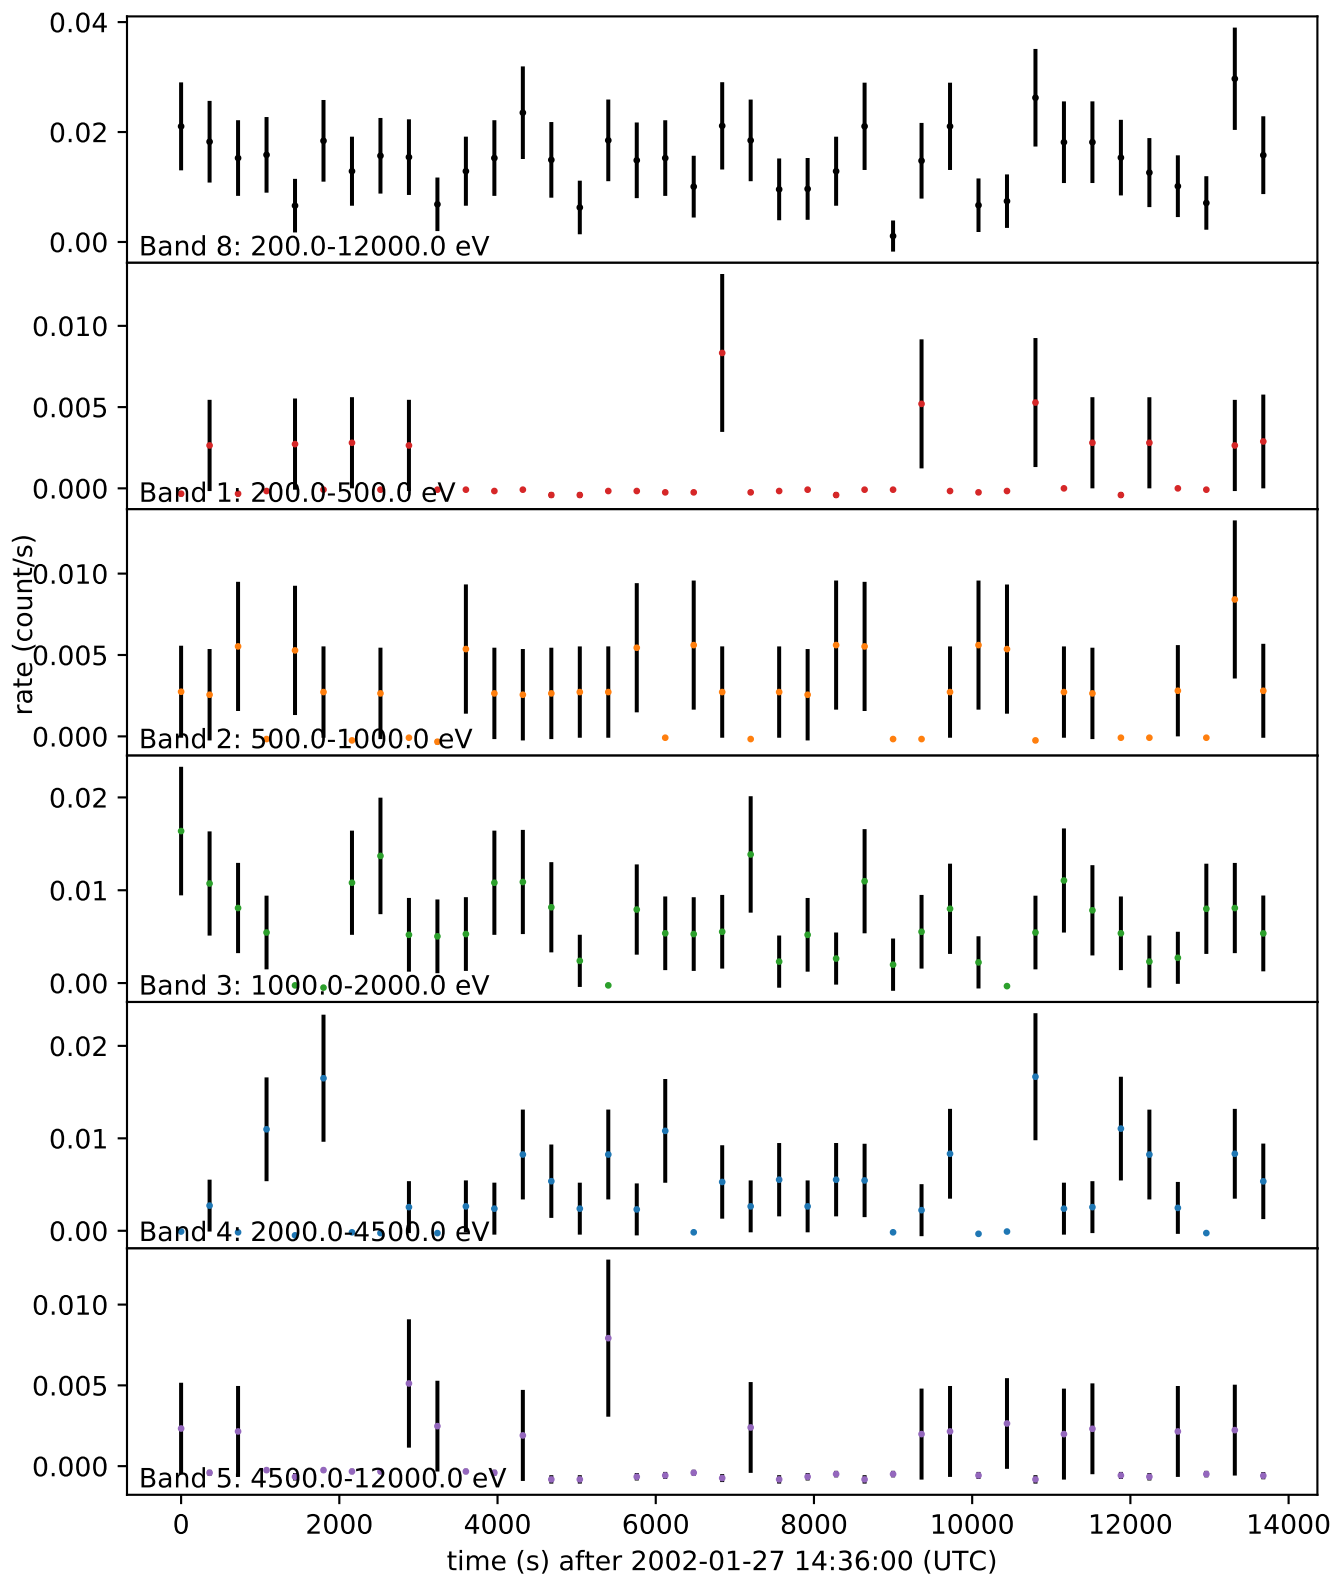 0.04
0.02
0.00
Band 8: 200.0-12000.0 eV
0.010
0.005
0.000
Band 1: 200.0-500.0 eV
rate (count/s)
0.010
0.005
0.000
Band 2: 500.0-1000.0 eV
0.02
0.01
0.00
Band 3: 1000.0-2000.0 eV
0.02
0.01
0.00
Band 4: 2000.0-4500.0 eV
0.010
0.005
0.000
Band 5: 4500.0-12000.0 eV
0 2000 4000 6000 8000 10000 12000 14000
time (s) after 2002-01-27 14:36:00 (UTC)